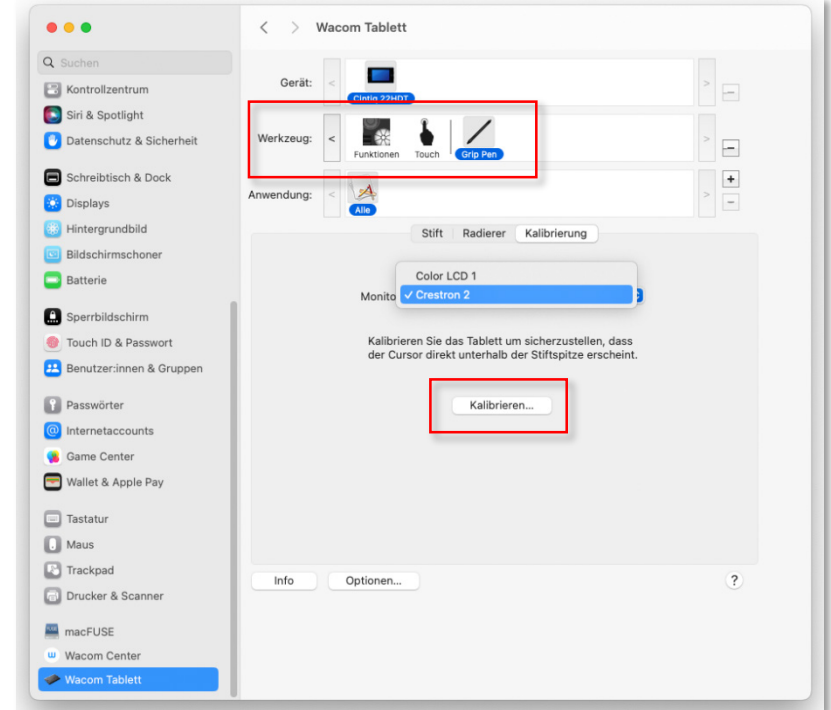 Wacom Tablett
Suchen
Kontrollzentrum
Siri & Spotlight
Datenschutz & Sicherheit
Schreibtisch & Dock
Displays
Hintergrundbild
Bildschirmschoner
Batterie
Sperrbildschirm
Touch ID & Passwort
Benutzer:innen & Gruppen
Passwörter
Internetaccounts
Game Center
Wallet & Apple Pay
Tastatur
Maus
Trackpad
Drucker & Scanner
macFUSE
Wacom Center
Wacom Tablett
Gerät:
Cintiq 22HDT
Werkzeug:
Funktionen Touch Grip Pen
Anwendung:
Alle
Stift Radierer Kalibrierung
Color LCD 1
Monito ✓ Crestron 2
Kalibrieren Sie das Tablett um sicherzustellen, dass
der Cursor direkt unterhalb der Stiftspitze erscheint.
Kalibrieren...
Info Optionen... ?